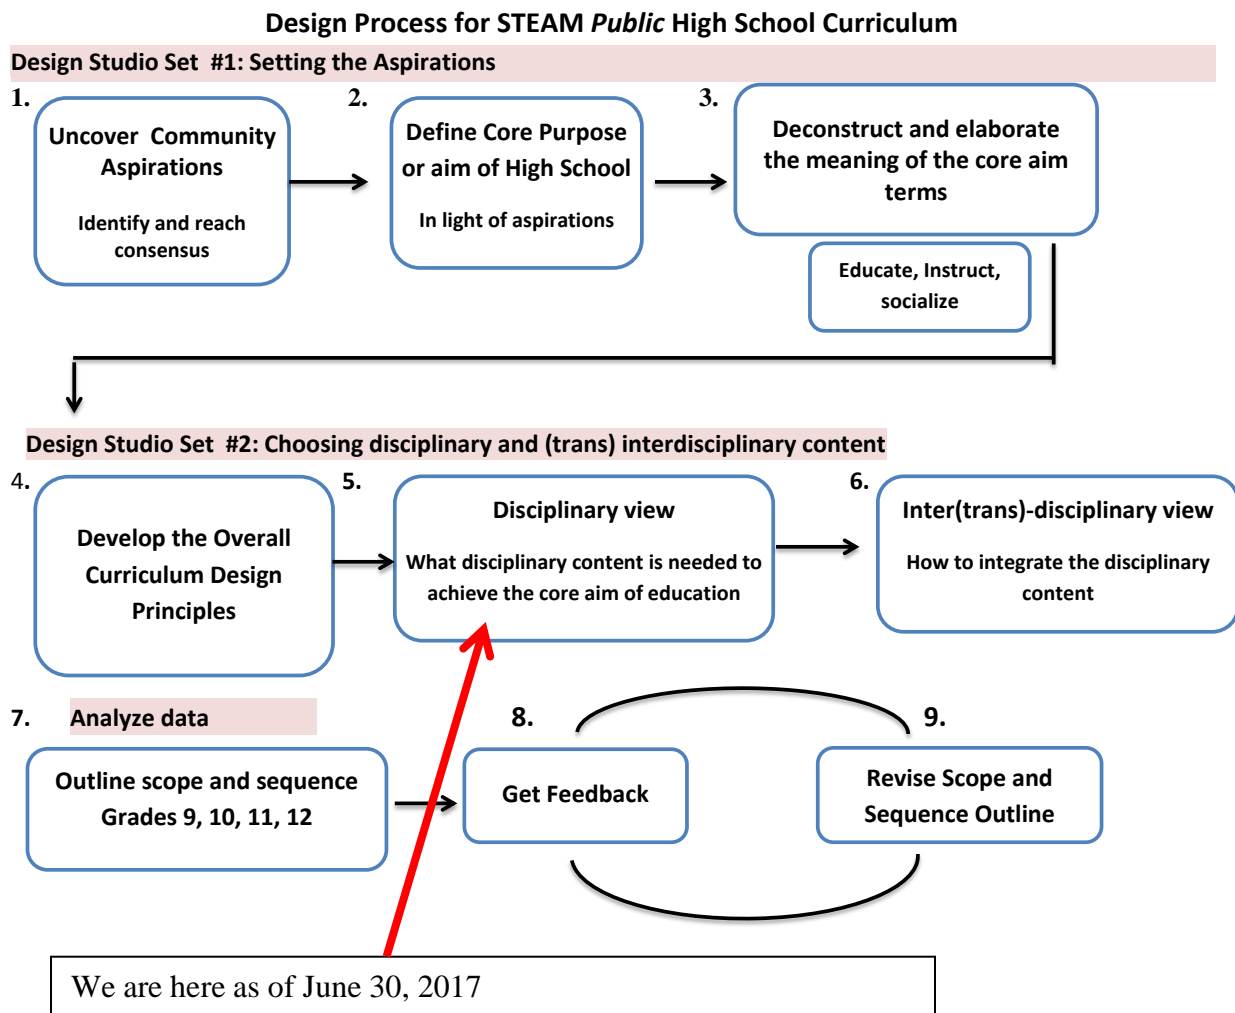 Design Process for STEAM Public High School Curriculum
Design Studio Set #1: Setting the Aspirations
1.
Uncover Community
Aspirations
Identify and reach
consensus
2.
Define Core Purpose
or aim of High School
In light of aspirations
3.
Deconstruct and elaborate
the meaning of the core aim
terms
Educate, Instruct,
socialize
Design Studio Set #2: Choosing disciplinary and (trans) interdisciplinary content
4.
Develop the Overall
Curriculum Design
Principles
5.
Disciplinary view
What disciplinary content is needed to
achieve the core aim of education
6.
Inter(trans)-disciplinary view
How to integrate the disciplinary
content
7. Analyze data
Outline scope and sequence
Grades 9, 10, 11, 12
8.
Get Feedback
9.
Revise Scope and
Sequence Outline
We are here as of June 30, 2017